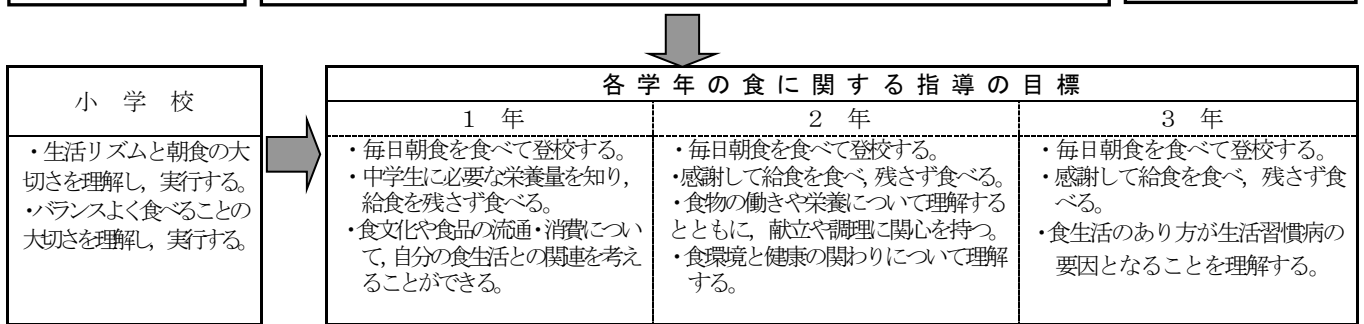 小 学 校
・生活リズムと朝食の大
切さを理解し，実行する。
・バランスよく食べることの
大切さを理解し，実行する。
各 学 年 の 食 に 関 す る 指 導 の 目 標
１ 年
・毎日朝食を食べて登校する。
・中学生に必要な栄養量を知り，
給食を残さず食べる。
・食文化や食品の流通・消費につい
て，自分の食生活との関連を考え
ることができる。
２ 年
・毎日朝食を食べて登校する。
・感謝して給食を食べ，残さず食べる。
・食物の働きや栄養について理解する
とともに，献立や調理に関心を持つ。
・食環境と健康の関わりについて理解
する。
３ 年
・毎日朝食を食べて登校する。
・感謝して給食を食べ，残さず食
べる。
・食生活のあり方が生活習慣病の
要因となることを理解する。